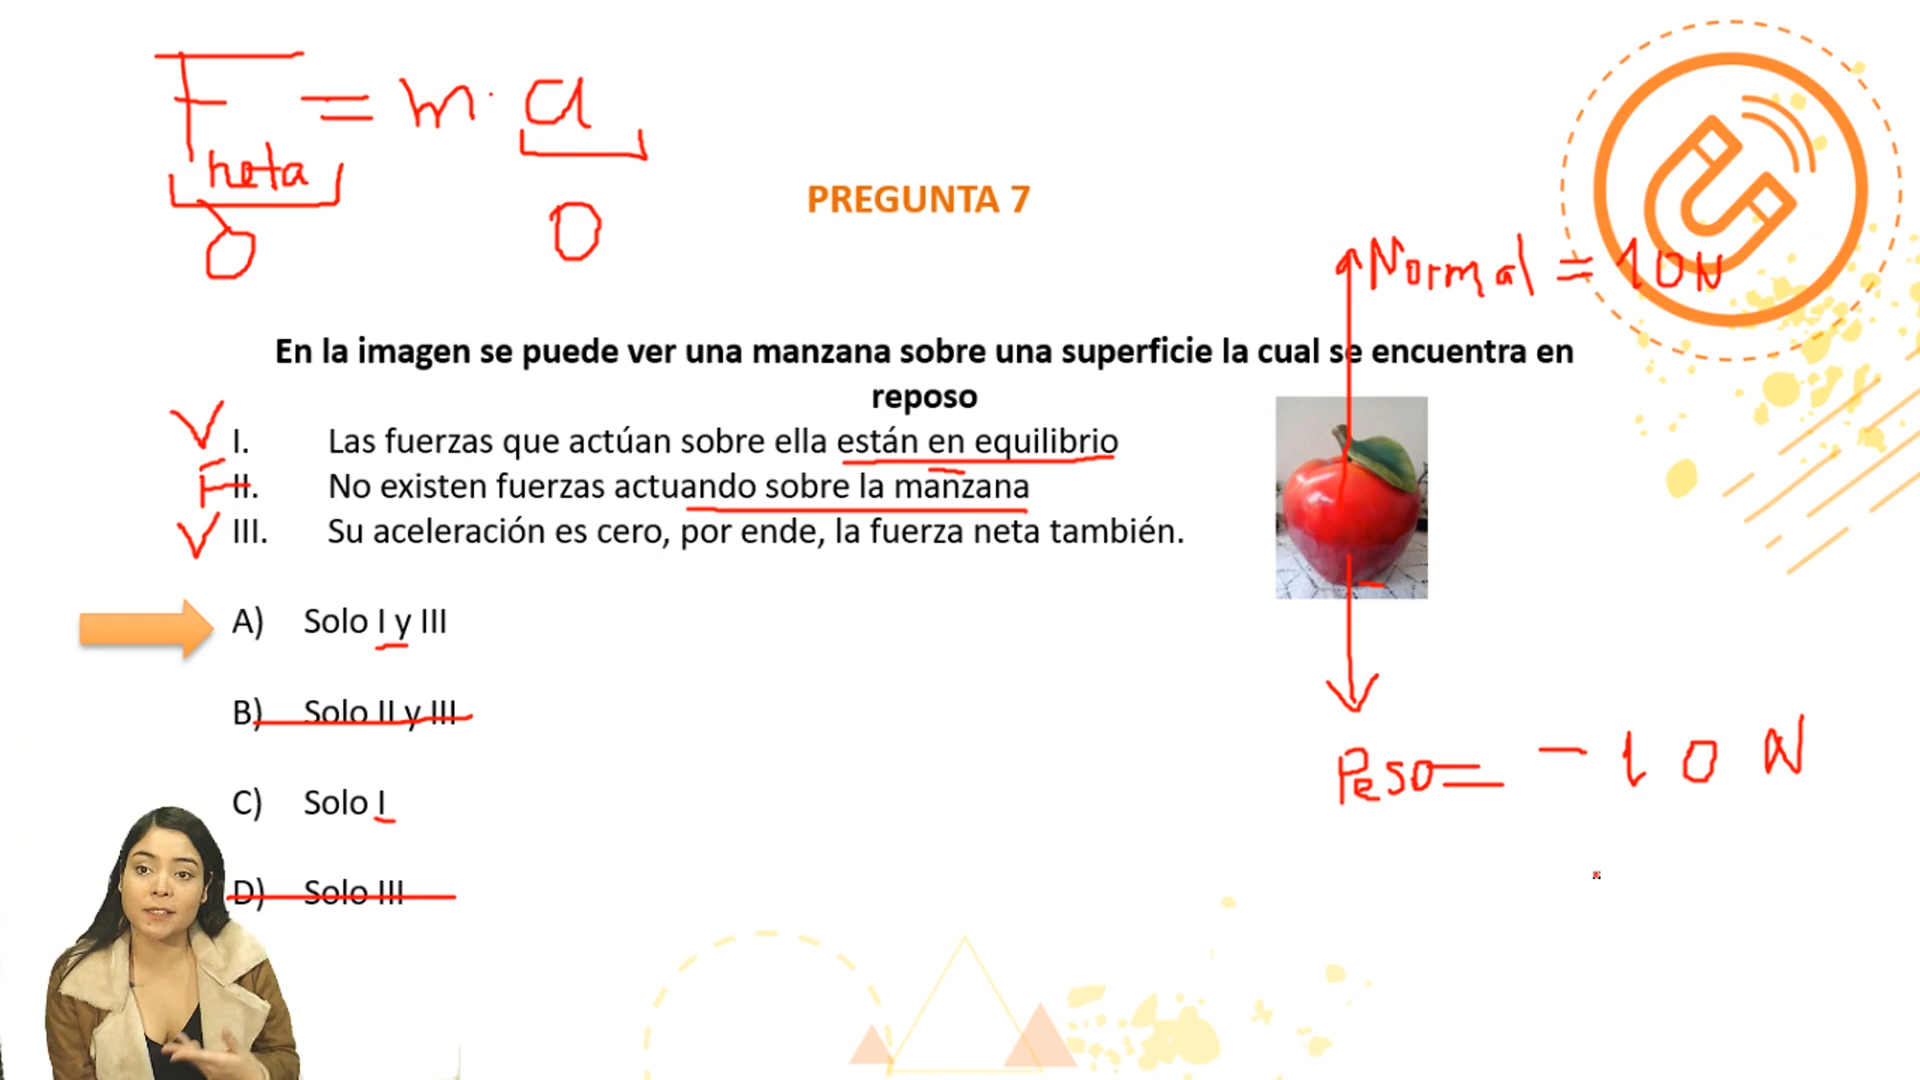 F neta = m · a
0
0
PREGUNTA 7
Normal = 10N
En la imagen se puede ver una manzana sobre una superficie la cual se encuentra en
reposo
V I. Las fuerzas que actúan sobre ella están en equilibrio
F II. No existen fuerzas actuando sobre la manzana
V III. Su aceleración es cero, por ende, la fuerza neta también.
A) Solo I y III
B) Solo II y III
Peso = -10 N
C) Solo I
D) Solo III